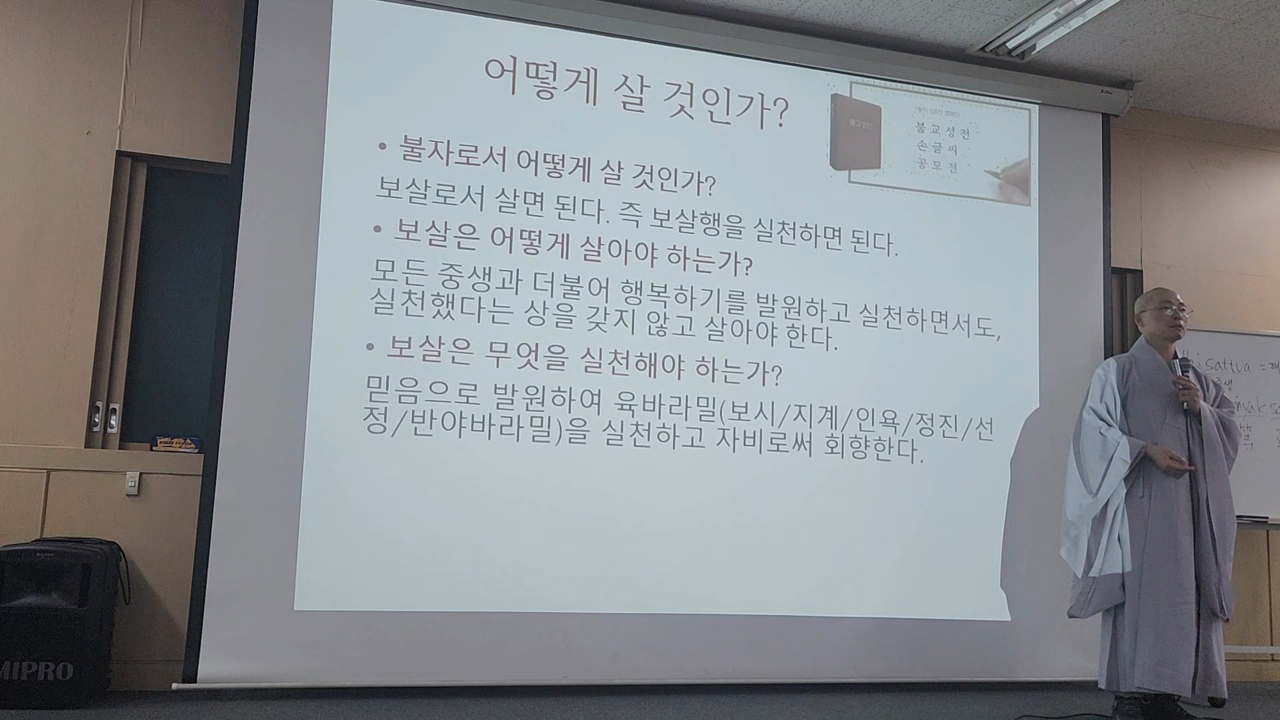 어떻게 살 것인가?
불교성전
손글씨
공모전
• 불자로서 어떻게 살 것인가?
보살로서 살면 된다. 즉 보살행을 실천하면 된다.
• 보살은 어떻게 살아야 하는가?
모든 중생과 더불어 행복하기를 발원하고 실천하면서도,
실천했다는 상을 갖지 않고 살아야 한다.
• 보살은 무엇을 실천해야 하는가?
믿음으로 발원하여 육바라밀(보시/지계/인욕/정진/선
정/반야바라밀)을 실천하고 자비로써 회향한다.
MIPRO